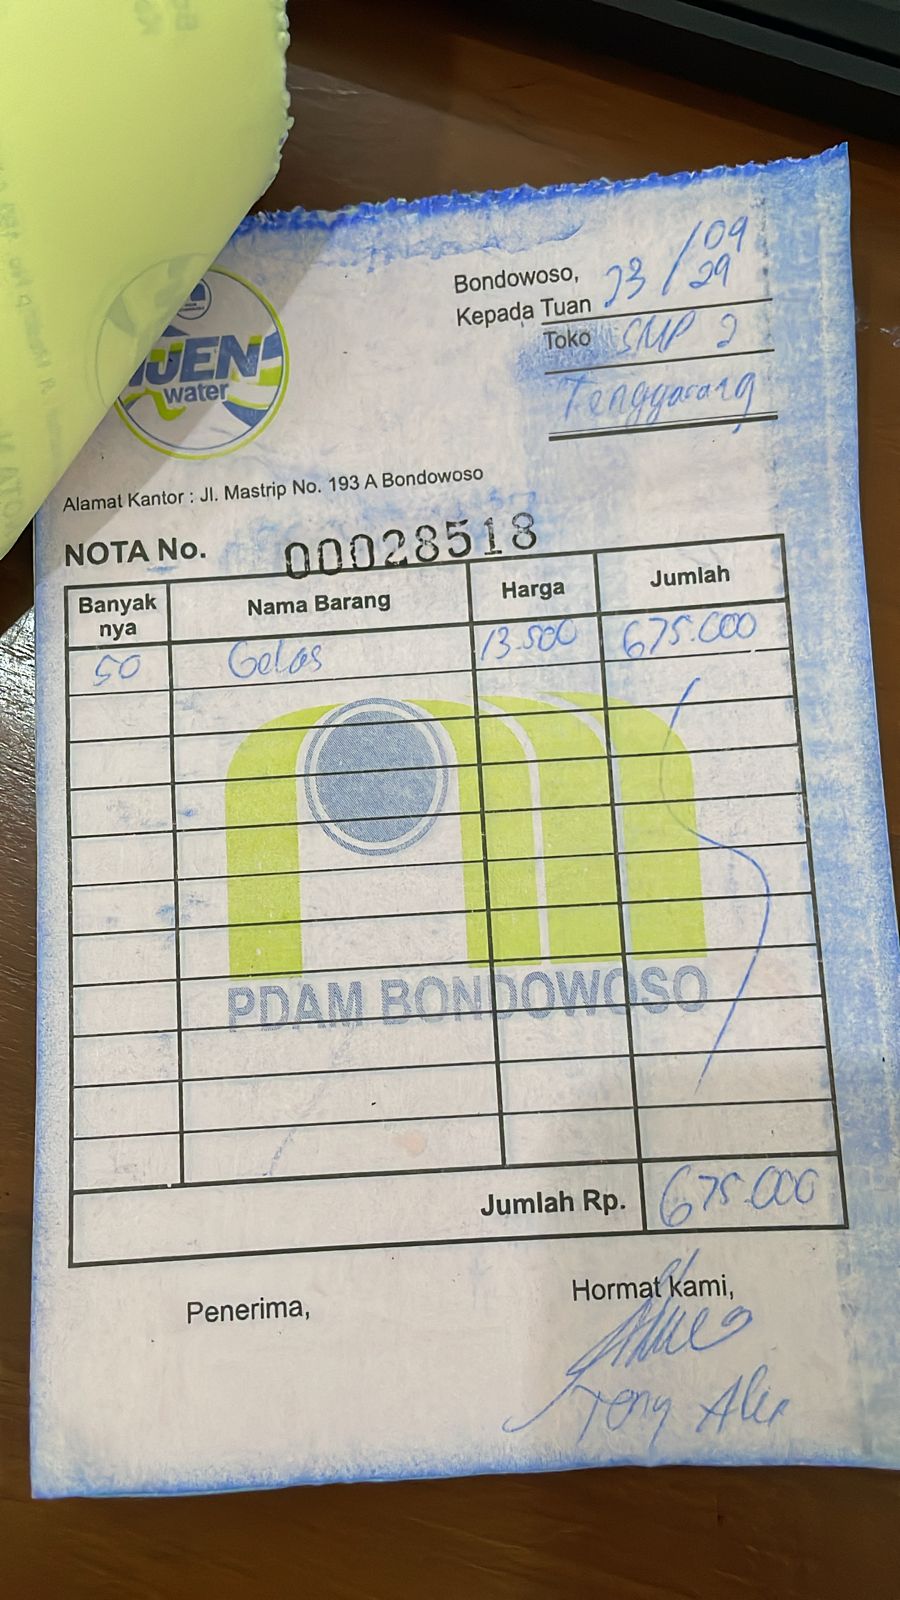 IJEN
water
Bondowoso, 23/09
29
Kepada Tuan
Toko SMP 2
Tenggarang
Alamat Kantor : Jl. Mastrip No. 193 A Bondowoso
NOTA No. 00028518
Banyak nya Nama Barang Harga Jumlah
50 Gelas 13.500 675.000
PDAM BONDOWOSO
Jumlah Rp. 675.000
Penerima, Hormat kami,
Tony